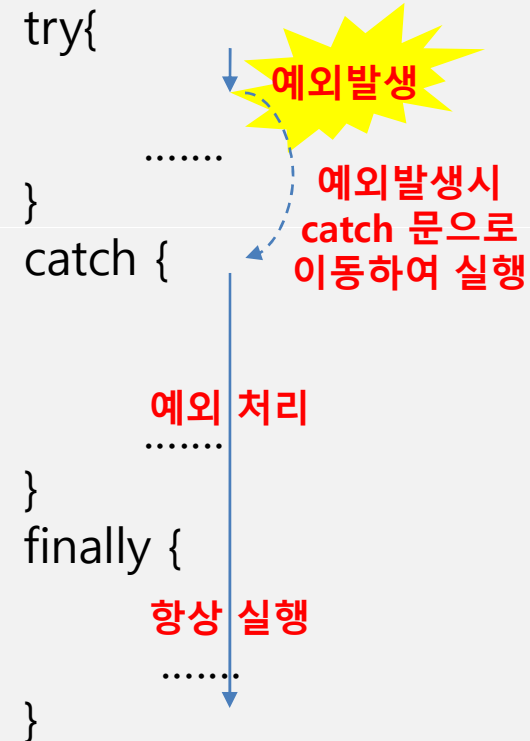 try{
예외발생
.......
예외발생시
catch 문으로
이동하여 실행
}
catch {
예외 처리
.......
}
finally {
항상 실행
.......
}